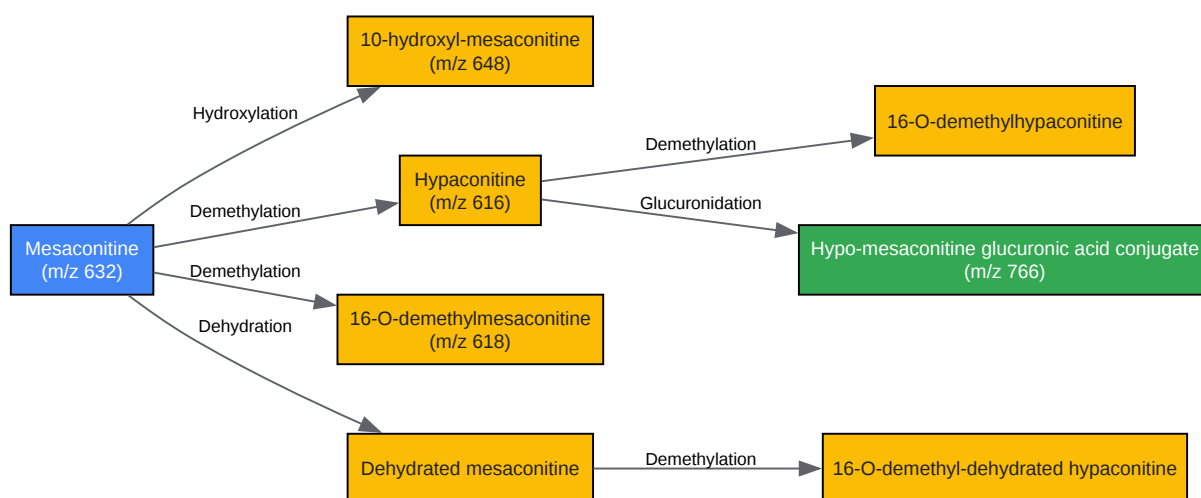 10-hydroxyl-mesaconitine
(m/z 648)
Hydroxylation
16-O-demethylhypaconitine
Demethylation
Hypaconitine
(m/z 616)
Glucuronidation
Demethylation
Mesaconitine
(m/z 632)
Hypo-mesaconitine glucuronic acid conjugate
(m/z 766)
Demethylation
16-O-demethylmesaconitine
(m/z 618)
Dehydration
Dehydrated mesaconitine
Demethylation
16-O-demethyl-dehydrated hypaconitine